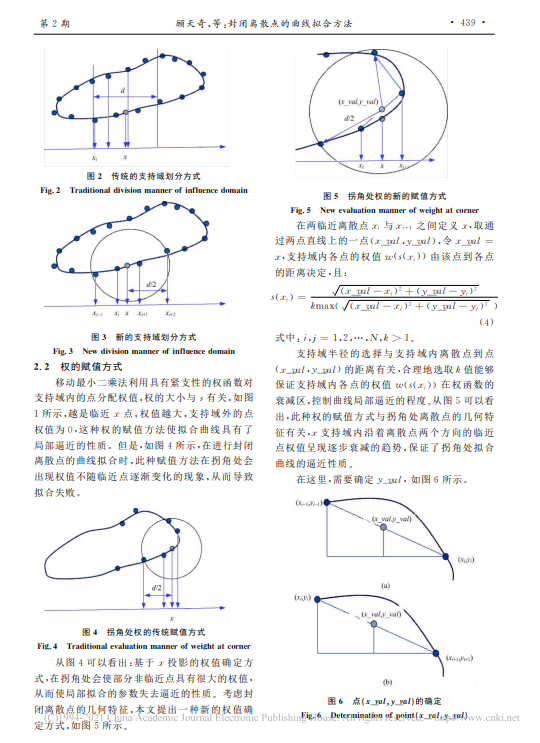 第 2 期
顾天奇,等:封闭离散点的曲线拟合方法
· 439 ·
d
x_i
x
图 2 传统的支持域划分方式
Fig. 2 Traditional division manner of influence domain
d/2
x_{i-1}
x_i
x
x_{i+1}
x_{i+2}
图 3 新的支持域划分方式
Fig. 3 New division manner of influence domain
2.2 权的赋值方式
移动最小二乘法利用具有紧支性的权函数对
支持域内的点分配权值,权的大小与 s 有关,如图
1 所示,越是临近 x 点,权值越大,支持域外的点
权值为 0,这种权的赋值方法使拟合曲线具有了
局部逼近的性质。但是,如图 4 所示,在进行封闭
离散点的曲线拟合时,此种赋值方法在拐角处会
出现权值不随临近点逐渐变化的现象,从而导致
拟合失败。
d/2
x
图 4 拐角处权的传统赋值方式
Fig. 4 Traditional evaluation manner of weight at corner
从图 4 可以看出:基于 x 投影的权值确定方
式,在拐角处会使部分非临近点具有很大的权值,
从而使局部拟合的参数失去逼近的性质。考虑封
闭离散点的几何特征,本文提出一种新的权值确
定方式,如图 5 所示。
(x_val,y_val)
d/2
x_i
x
x_{i+1}
图 5 拐角处权的新的赋值方式
Fig. 5 New evaluation manner of weight at corner
在两临近离散点 x_i 与 x_{i+1} 之间定义 x,取通
过两点直线上的一点(x_val,y_val),令 x_val =
x,支持域内各点的权值 w(s(x_i)) 由该点到各点
的距离决定,且:
s(x_i) = √((x_val − x_i)² + (y_val − y_i)²) / kmax(√((x_val − x_j)² + (y_val − y_j)²))
(4)
式中:i,j = 1,2,⋯,N,k > 1。
支持域半径的选择与支持域内离散点到点
(x_val,y_val) 的距离有关,合理地选取 k 值能够
保证支持域内各点的权值 w(s(x_i)) 在权函数的
衰减区,控制曲线局部逼近的程度。从图 5 可以看
出,此种权的赋值方式与拐角处离散点的几何特
征有关,x 支持域内沿着离散点两个方向的临近
点权值呈现逐步衰减的趋势,保证了拐角处拟合
曲线的逼近性质。
在这里,需要确定 y_val,如图 6 所示。
(x_{i+1},y_{i+1})
(x_val,y_val)
(x_i,y_i)
(a)
(x_i,y_i)
(x_val,y_val)
(x_{i+1},y_{i+1})
(b)
图 6 点(x_val,y_val)的确定
Fig. 6 Determination of point(x_val,y_val)
(C)1994-2021 China Academic Journal Electronic Publishing House. All rights reserved. http://www.cnki.net